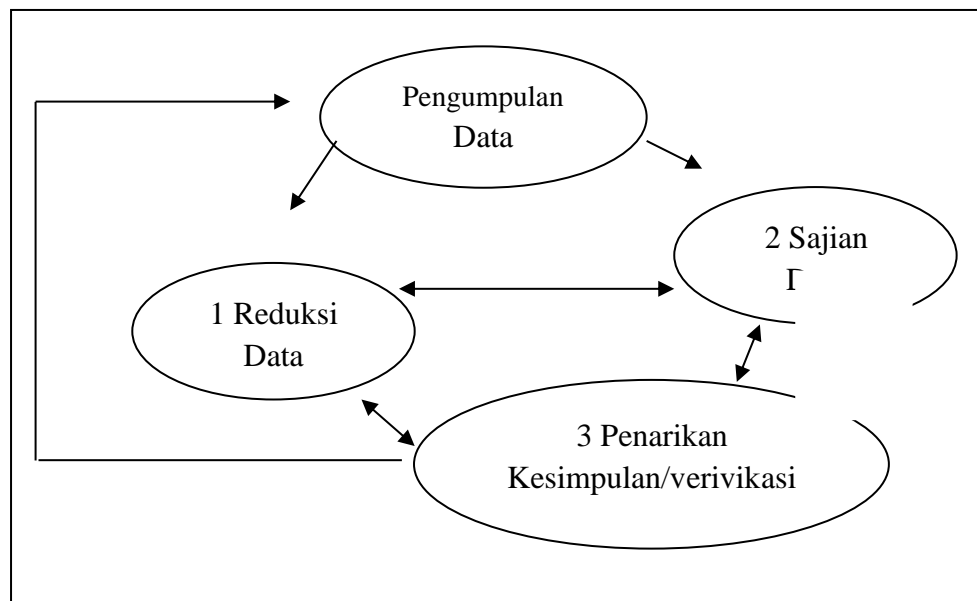 Pengumpulan
Data
2 Sajian
1 Reduksi
Data
3 Penarikan
Kesimpulan/verivikasi